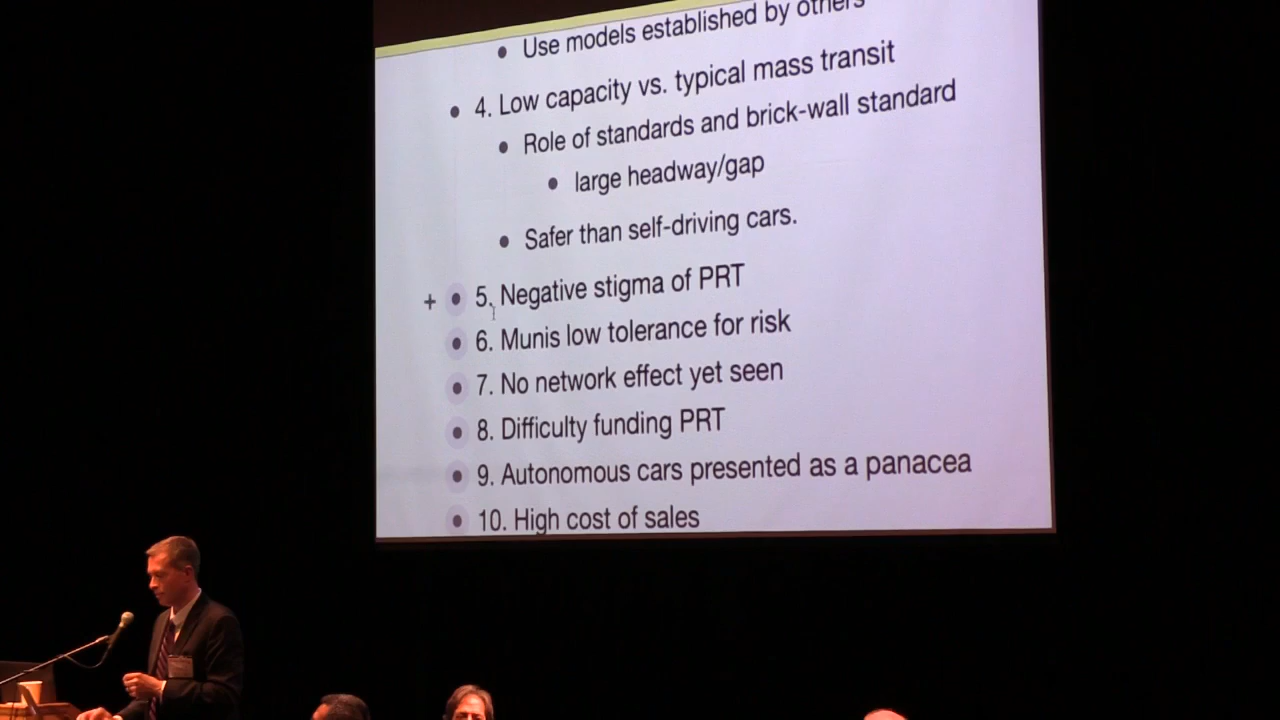 Use models established by others
4. Low capacity vs. typical mass transit
Role of standards and brick-wall standard
large headway/gap
Safer than self-driving cars.
5. Negative stigma of PRT
6. Munis low tolerance for risk
7. No network effect yet seen
8. Difficulty funding PRT
9. Autonomous cars presented as a panacea
10. High cost of sales